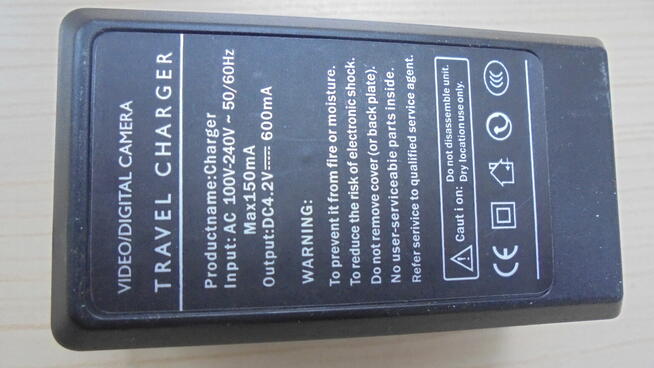 VIDEO/DIGITAL CAMERA
TRAVEL CHARGER
Productname:Charger
Input: AC 100V-240V ~ 50/60Hz
Max150mA
Output:DC4.2V⎓ 600mA
WARNING:
To prevent it from fire or moisture.
To reduce the risk of electronic shock.
Do not remove cover (or back plate).
No user-serviceabie parts inside.
Refer serivice to qualified service agent.
Caution: Do not disassemble unit.
Dry location use only.
CE